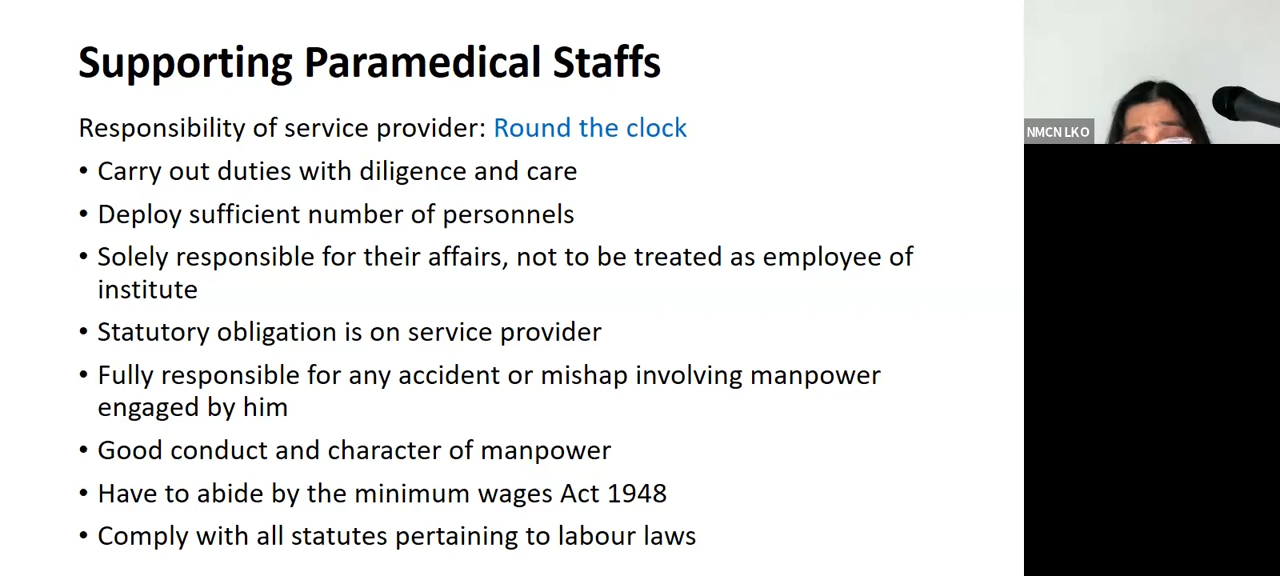 Supporting Paramedical Staffs
Responsibility of service provider: Round the clock
• Carry out duties with diligence and care
• Deploy sufficient number of personnels
• Solely responsible for their affairs, not to be treated as employee of
institute
• Statutory obligation is on service provider
• Fully responsible for any accident or mishap involving manpower
engaged by him
• Good conduct and character of manpower
• Have to abide by the minimum wages Act 1948
• Comply with all statutes pertaining to labour laws
NMCN LKO